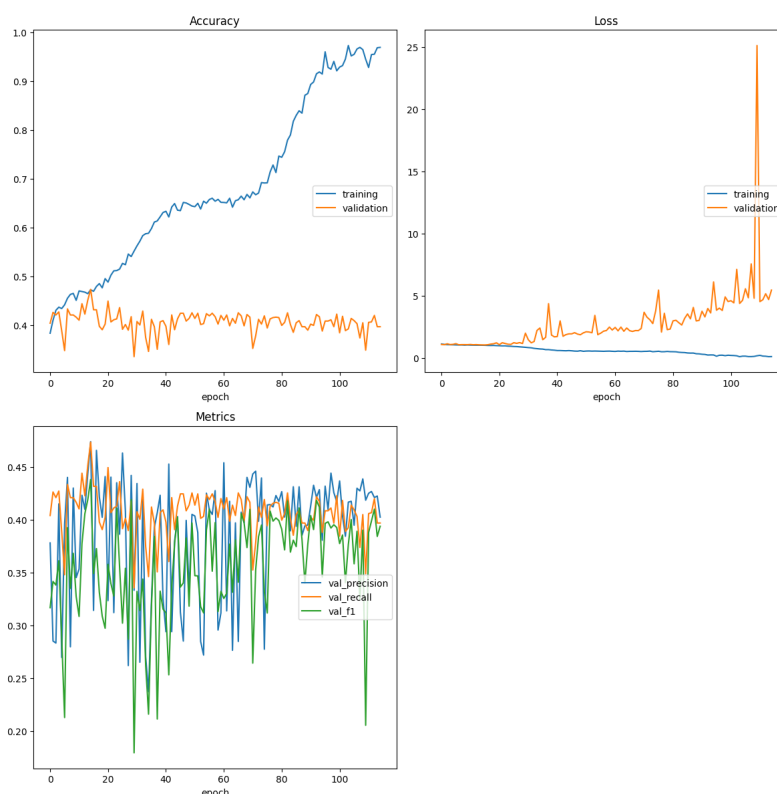 Accuracy
1.0
0.9
0.8
0.7
0.6
0.5
0.4
training
validation
0 20 40 60 80 100
epoch
Loss
25
20
15
10
5
0
training
validation
0 20 40 60 80 100
epoch
Metrics
0.45
0.40
0.35
0.30
0.25
0.20
val_precision
val_recall
val_f1
0 20 40 60 80 100
epoch